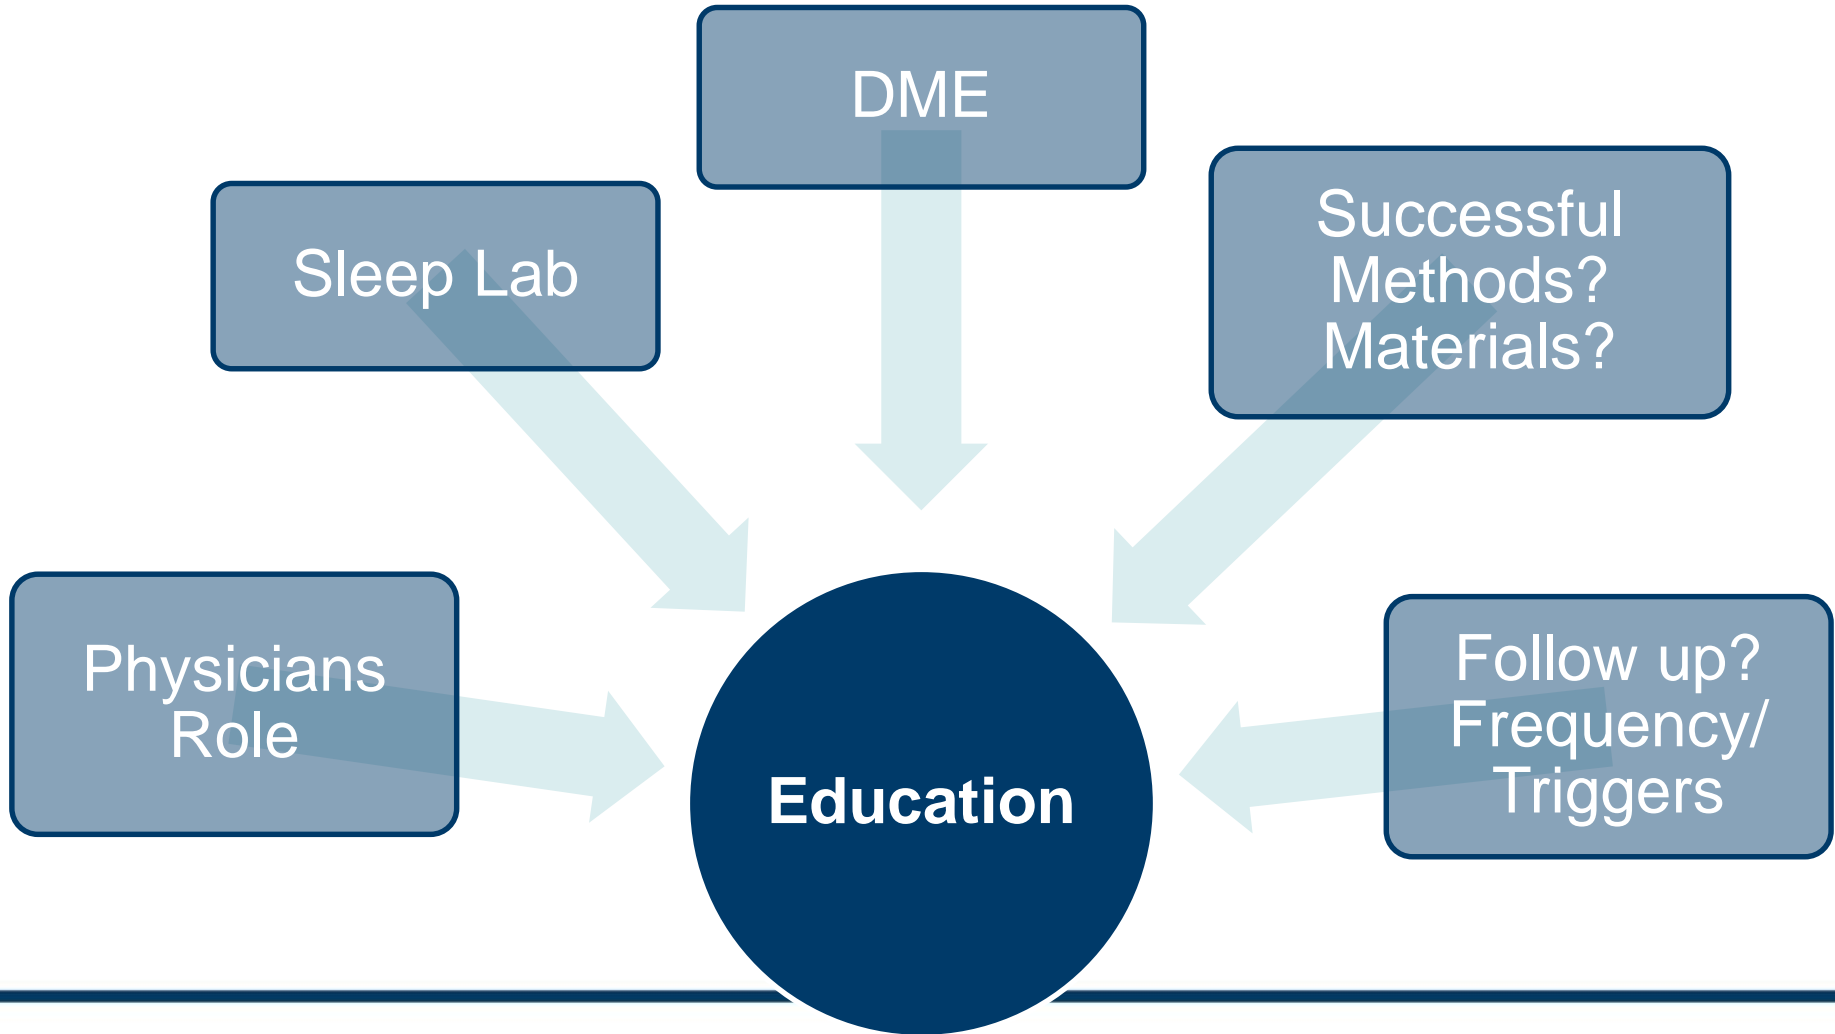 DME
Sleep Lab
Successful
Methods?
Materials?
Physicians
Role
Follow up?
Frequency/
Triggers
Education